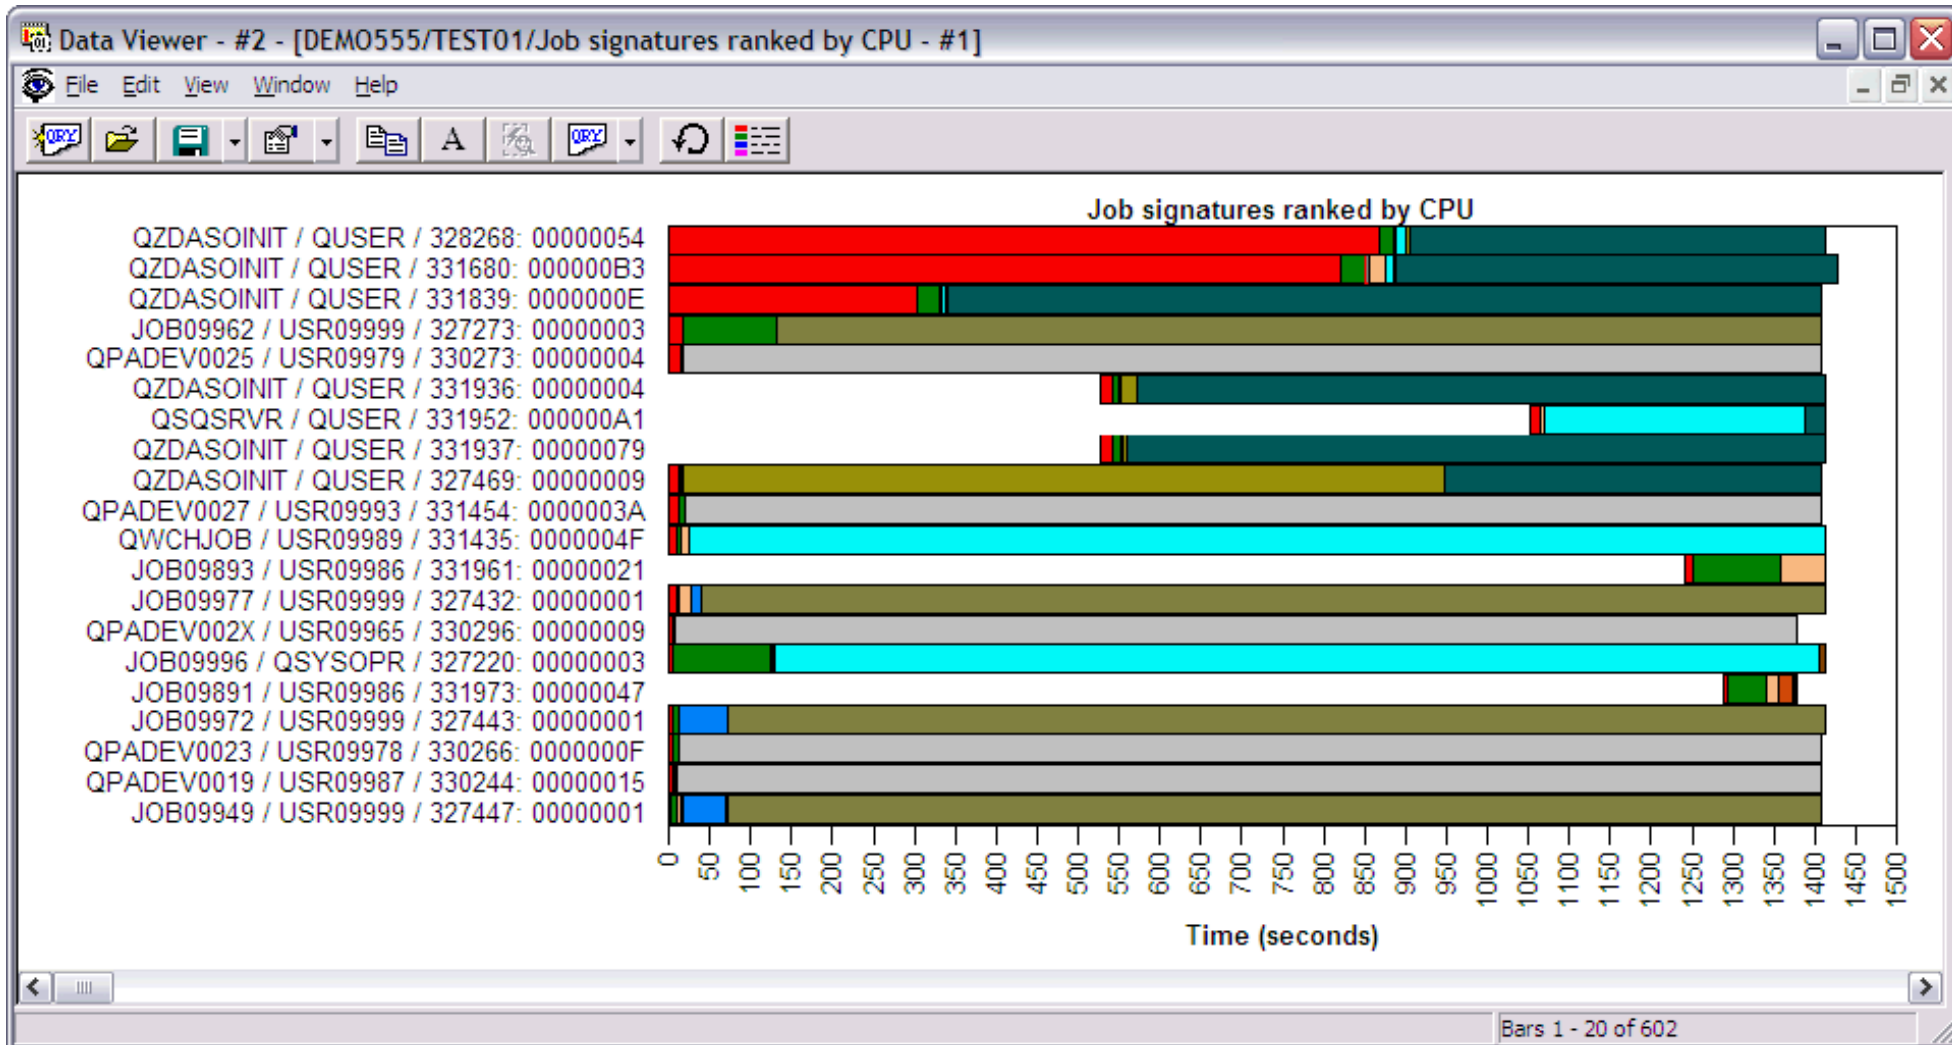 Data Viewer - #2 - [DEMO555/TEST01/Job signatures ranked by CPU - #1]
File Edit View Window Help
QRY A QRY
Job signatures ranked by CPU
QZDASOINIT / QUSER / 328268: 00000054
QZDASOINIT / QUSER / 331680: 000000B3
QZDASOINIT / QUSER / 331839: 0000000E
JOB09962 / USR09999 / 327273: 00000003
QPADEV0025 / USR09979 / 330273: 00000004
QZDASOINIT / QUSER / 331936: 00000004
QSQSRVR / QUSER / 331952: 000000A1
QZDASOINIT / QUSER / 331937: 00000079
QZDASOINIT / QUSER / 327469: 00000009
QPADEV0027 / USR09993 / 331454: 0000003A
QWCHJOB / USR09989 / 331435: 0000004F
JOB09893 / USR09986 / 331961: 00000021
JOB09977 / USR09999 / 327432: 00000001
QPADEV002X / USR09965 / 330296: 00000009
JOB09996 / QSYSOPR / 327220: 00000003
JOB09891 / USR09986 / 331973: 00000047
JOB09972 / USR09999 / 327443: 00000001
QPADEV0023 / USR09978 / 330266: 0000000F
QPADEV0019 / USR09987 / 330244: 00000015
JOB09949 / USR09999 / 327447: 00000001
0 50 100 150 200 250 300 350 400 450 500 550 600 650 700 750 800 850 900 950 1000 1050 1100 1150 1200 1250 1300 1350 1400 1450 1500
Time (seconds)
Bars 1 - 20 of 602